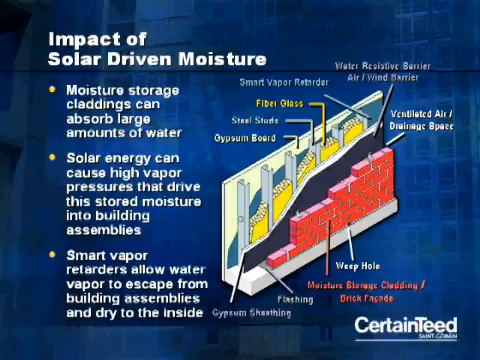 Impact of
Solar Driven Moisture
Moisture storage
claddings can
absorb large
amounts of water
Solar energy can
cause high vapor
pressures that drive
this stored moisture
into building
assemblies
Smart vapor
retarders allow water
vapor to escape from
building assemblies
and dry to the inside
Water Resistive Barrier
Air / Wind Barrier
Smart Vapor Retarder
Fiber Glass
Steel Studs
Gypsum Board
Ventilated Air /
Drainage Space
Weep Hole
Moisture Storage Cladding /
Brick Façade
Flashing
Gypsum Sheathing
CertainTeed
SAINT-GOBAIN